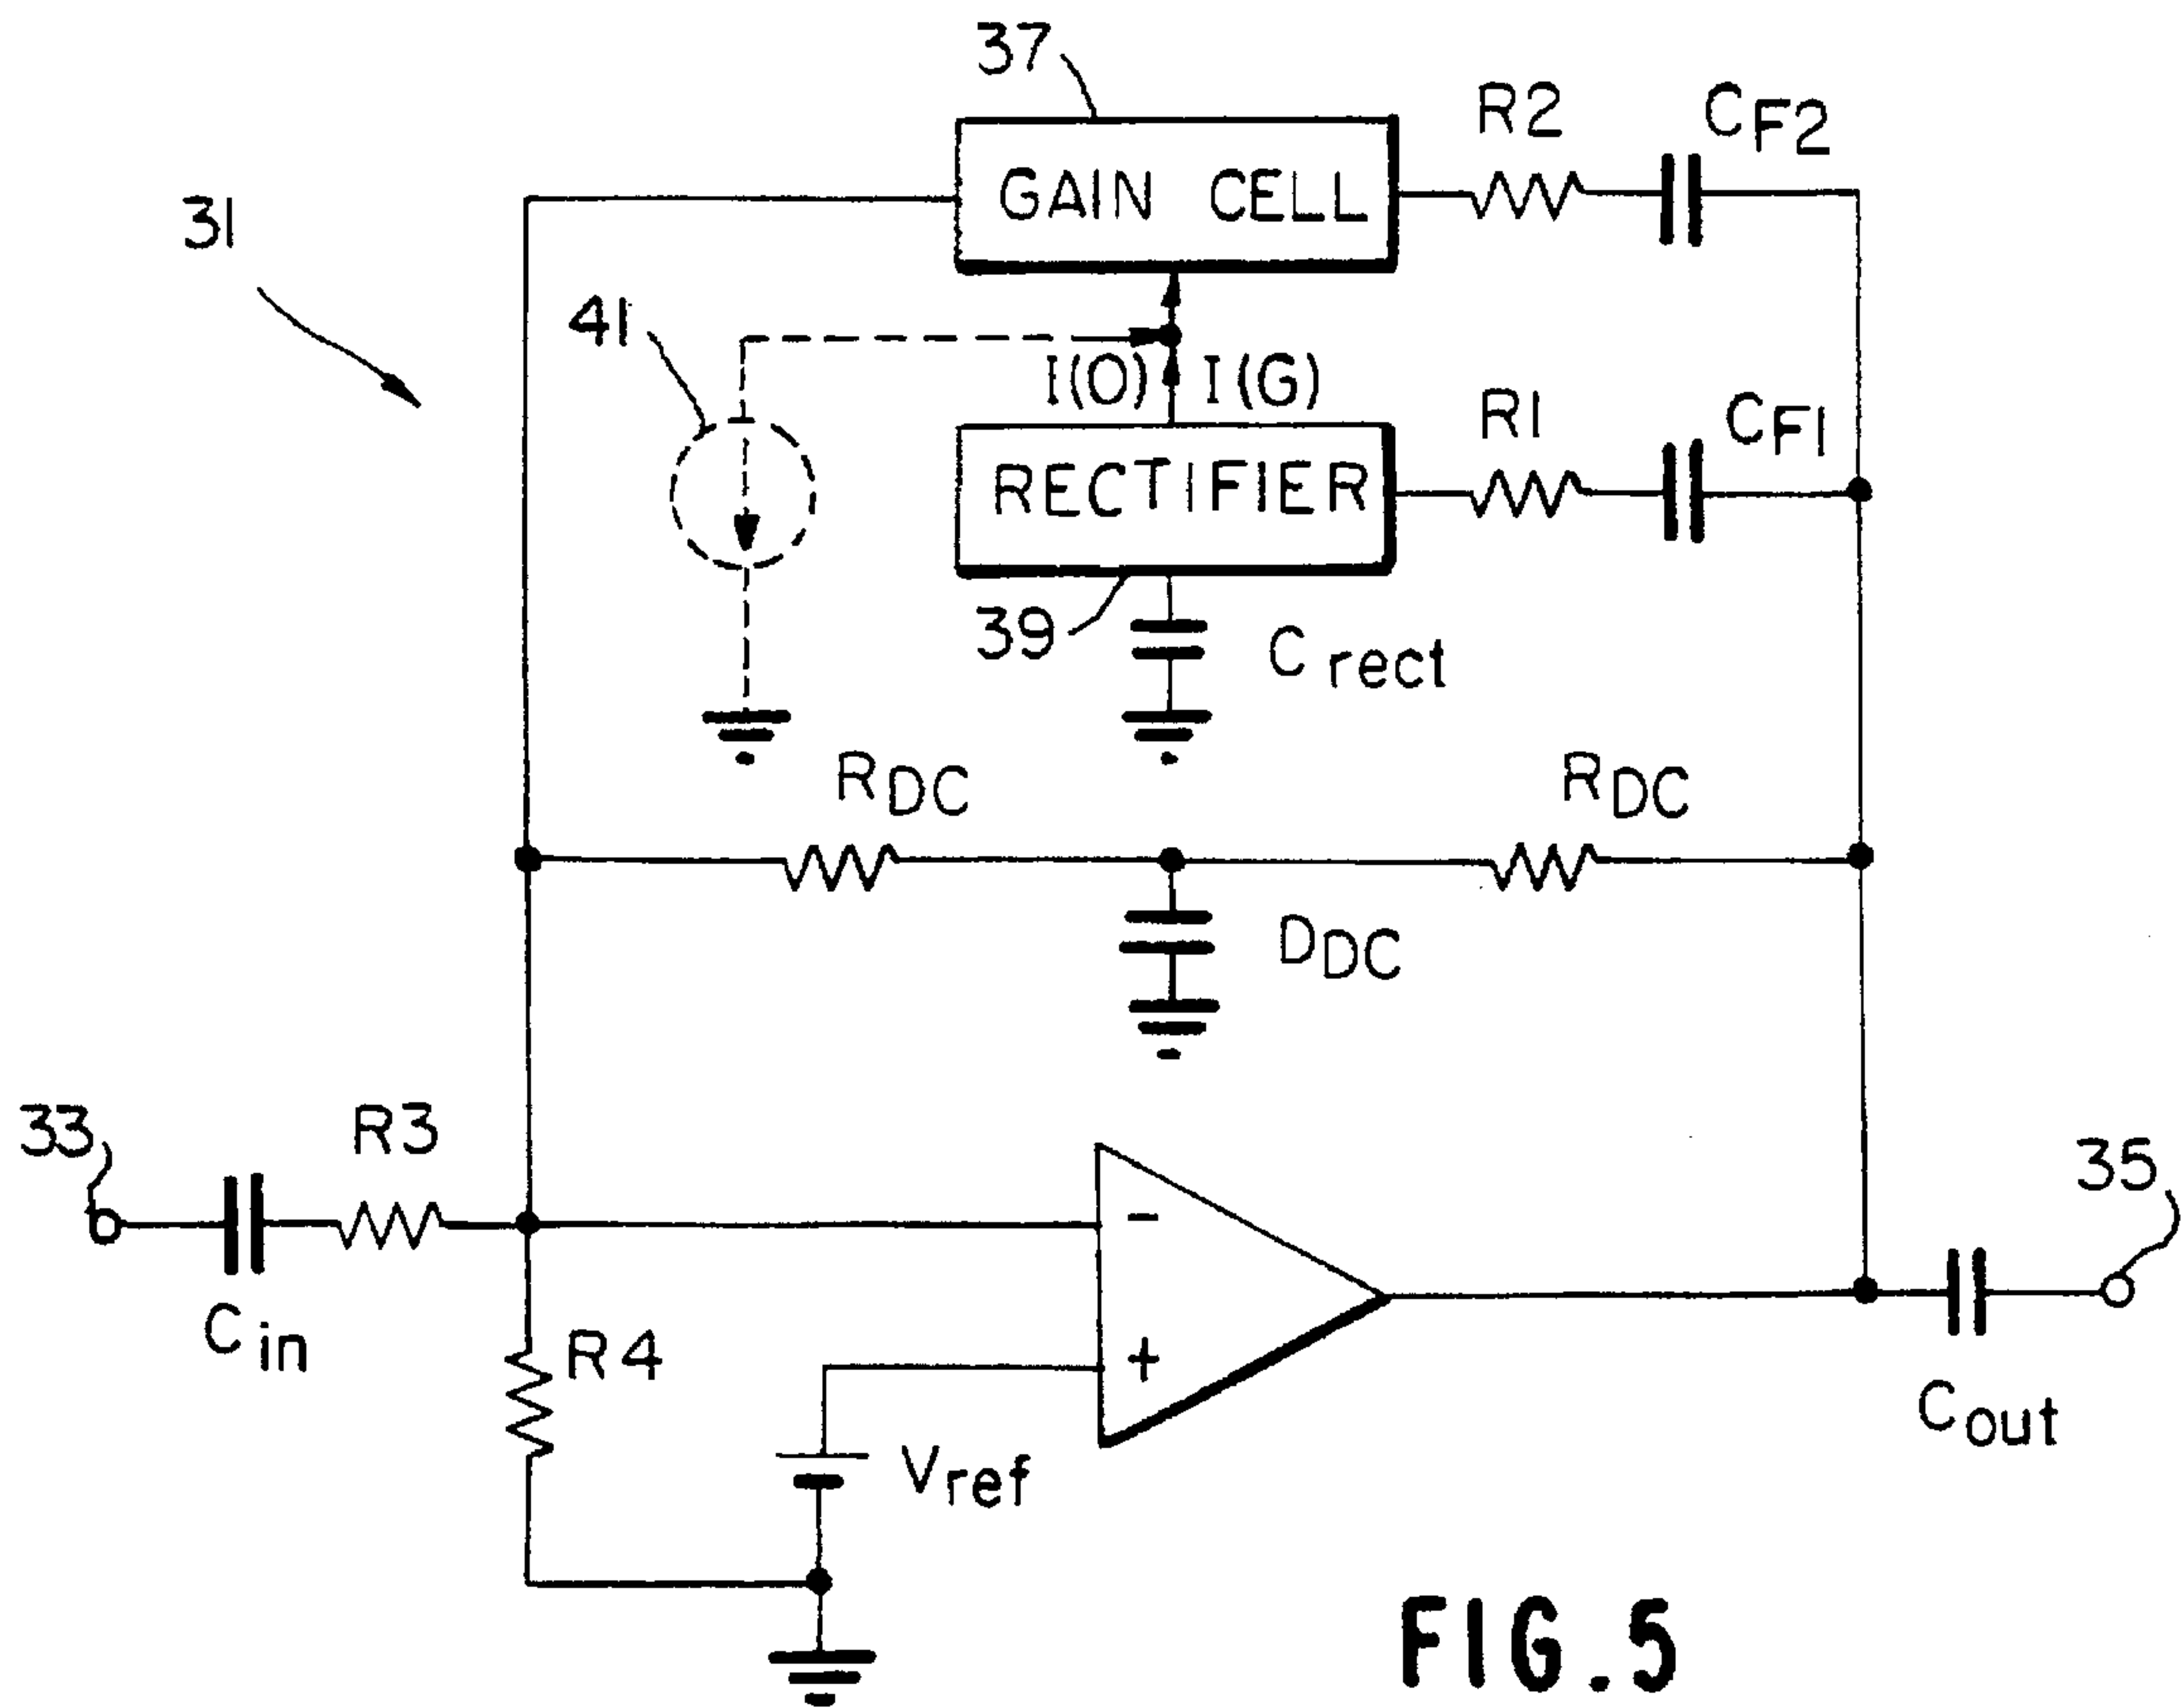 37
R2
CF2
31
GAIN CELL
41
I(O) I(G)
R1
CF1
RECTIFIER
39
Crect
RDC
RDC
DDC
33
R3
35
-
Cin
R4
+
Vref
Cout
FIG.5